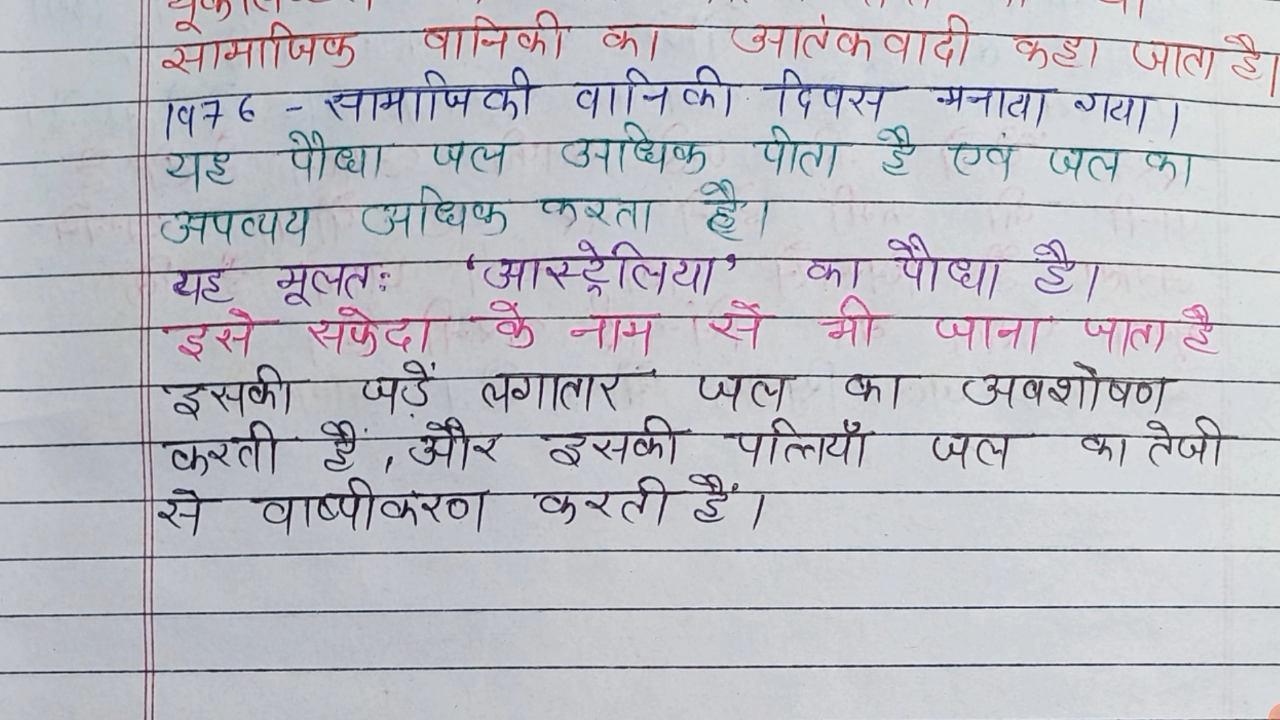 सामाजिक वानिकी का आतंकवादी कहा जाता है।
1976 - सामाजिकी वानिकी दिवस मनाया गया।
यह पौधा जल अधिक पीता है एवं जल का
अपव्यय अधिक करता है।
यह मूलतः 'आस्ट्रेलिया' का पौधा है।
इसे सफेदा के नाम से भी जाना जाता है
इसकी जड़ें लगातार जल का अवशोषण
करती हैं, और इसकी पत्तियाँ जल का तेजी
से वाष्पीकरण करती हैं।